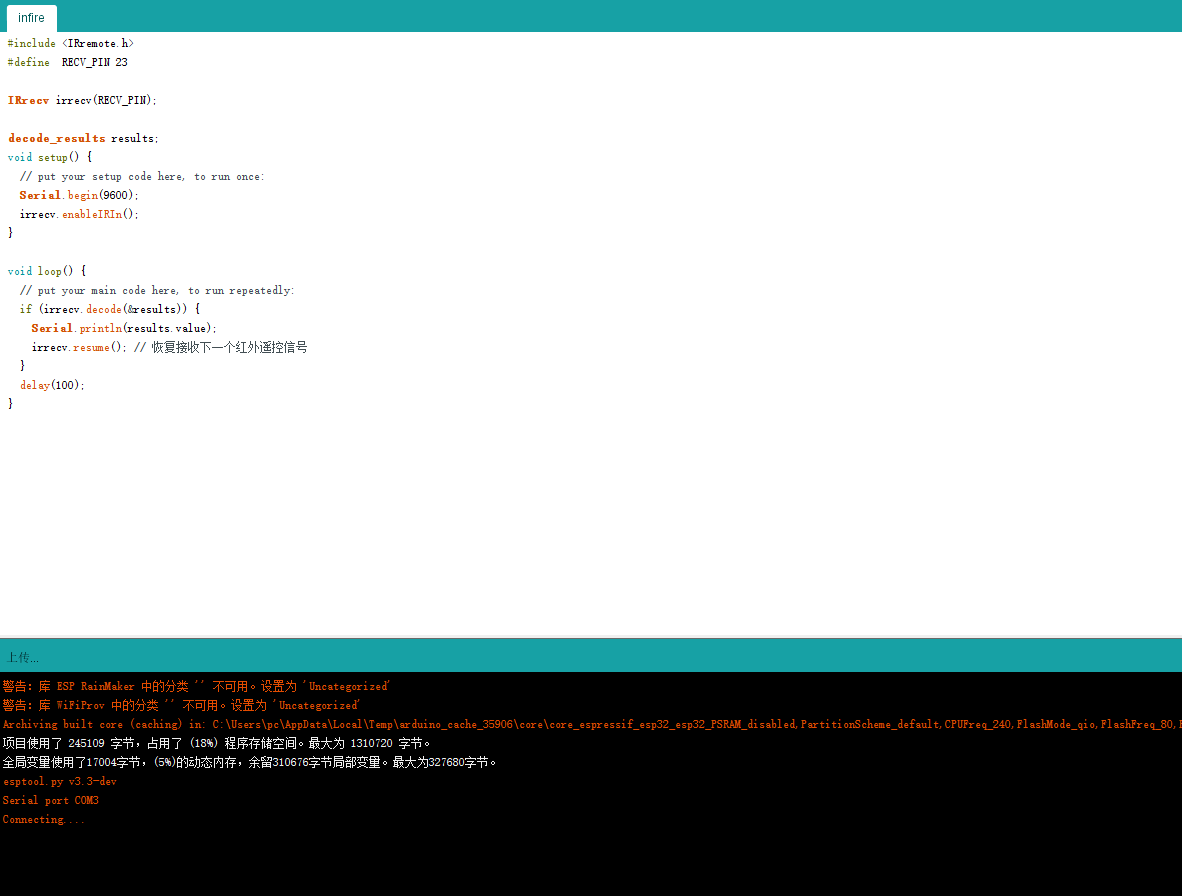 infire
#include <IRremote.h>
#define  RECV_PIN 23
IRrecv irrecv(RECV_PIN);
decode_results results;
void setup() {
  // put your setup code here, to run once:
  Serial.begin(9600);
  irrecv.enableIRIn();
}
void loop() {
  // put your main code here, to run repeatedly:
  if (irrecv.decode(&results)) {
    Serial.println(results.value);
    irrecv.resume(); // 恢复接收下一个红外遥控信号
  }
  delay(100);
}
上传...
警告: 库 ESP RainMaker 中的分类 '' 不可用。设置为 'Uncategorized'
警告: 库 WiFiProv 中的分类 '' 不可用。设置为 'Uncategorized'
Archiving built core (caching) in: C:\Users\pc\AppData\Local\Temp\arduino_cache_35906\core\core_espressif_esp32_esp32_PSRAM_disabled,PartitionScheme_default,CPUFreq_240,FlashMode_qio,FlashFreq_80,
项目使用了 245109 字节，占用了 (18%) 程序存储空间。最大为 1310720 字节。
全局变量使用了17004字节，(5%)的动态内存，余留310676字节局部变量。最大为327680字节。
esptool.py v3.3-dev
Serial port COM3
Connecting....